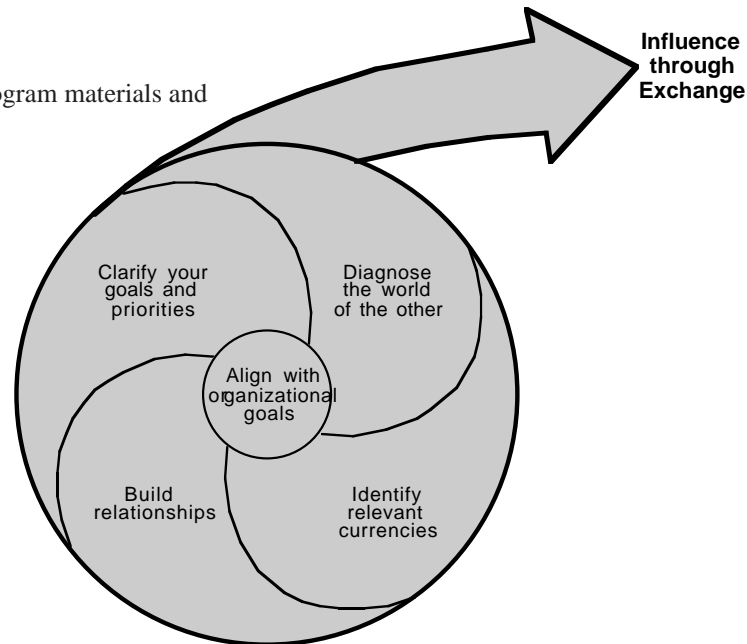 Influence
through
Exchange
ogram materials and
Clarify your
goals and
priorities
Diagnose
the world
of the other
Align with
organizational
goals
Build
relationships
Identify
relevant
currencies